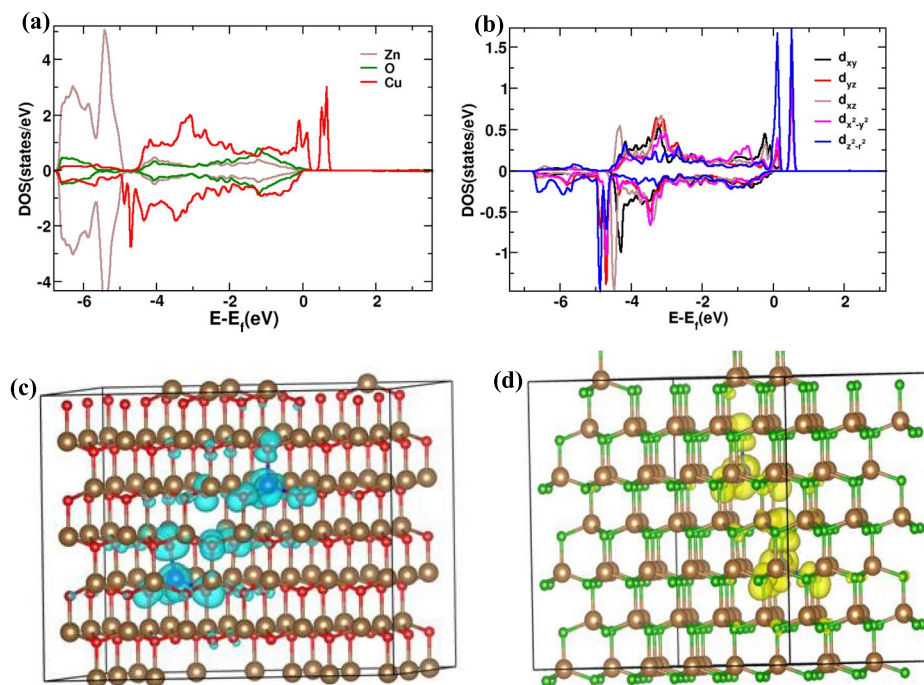 (a)
DOS(states/eV)
4
2
0
-2
-4
-6
-4
-2
0
2
E-E_f(eV)
Zn
O
Cu
(b)
DOS(states/eV)
1.5
1
0.5
0
-0.5
-1
-6
-4
-2
0
2
E-E_f(eV)
d_xy
d_yz
d_xz
d_x²-y²
d_z²-r²
(c)
(d)